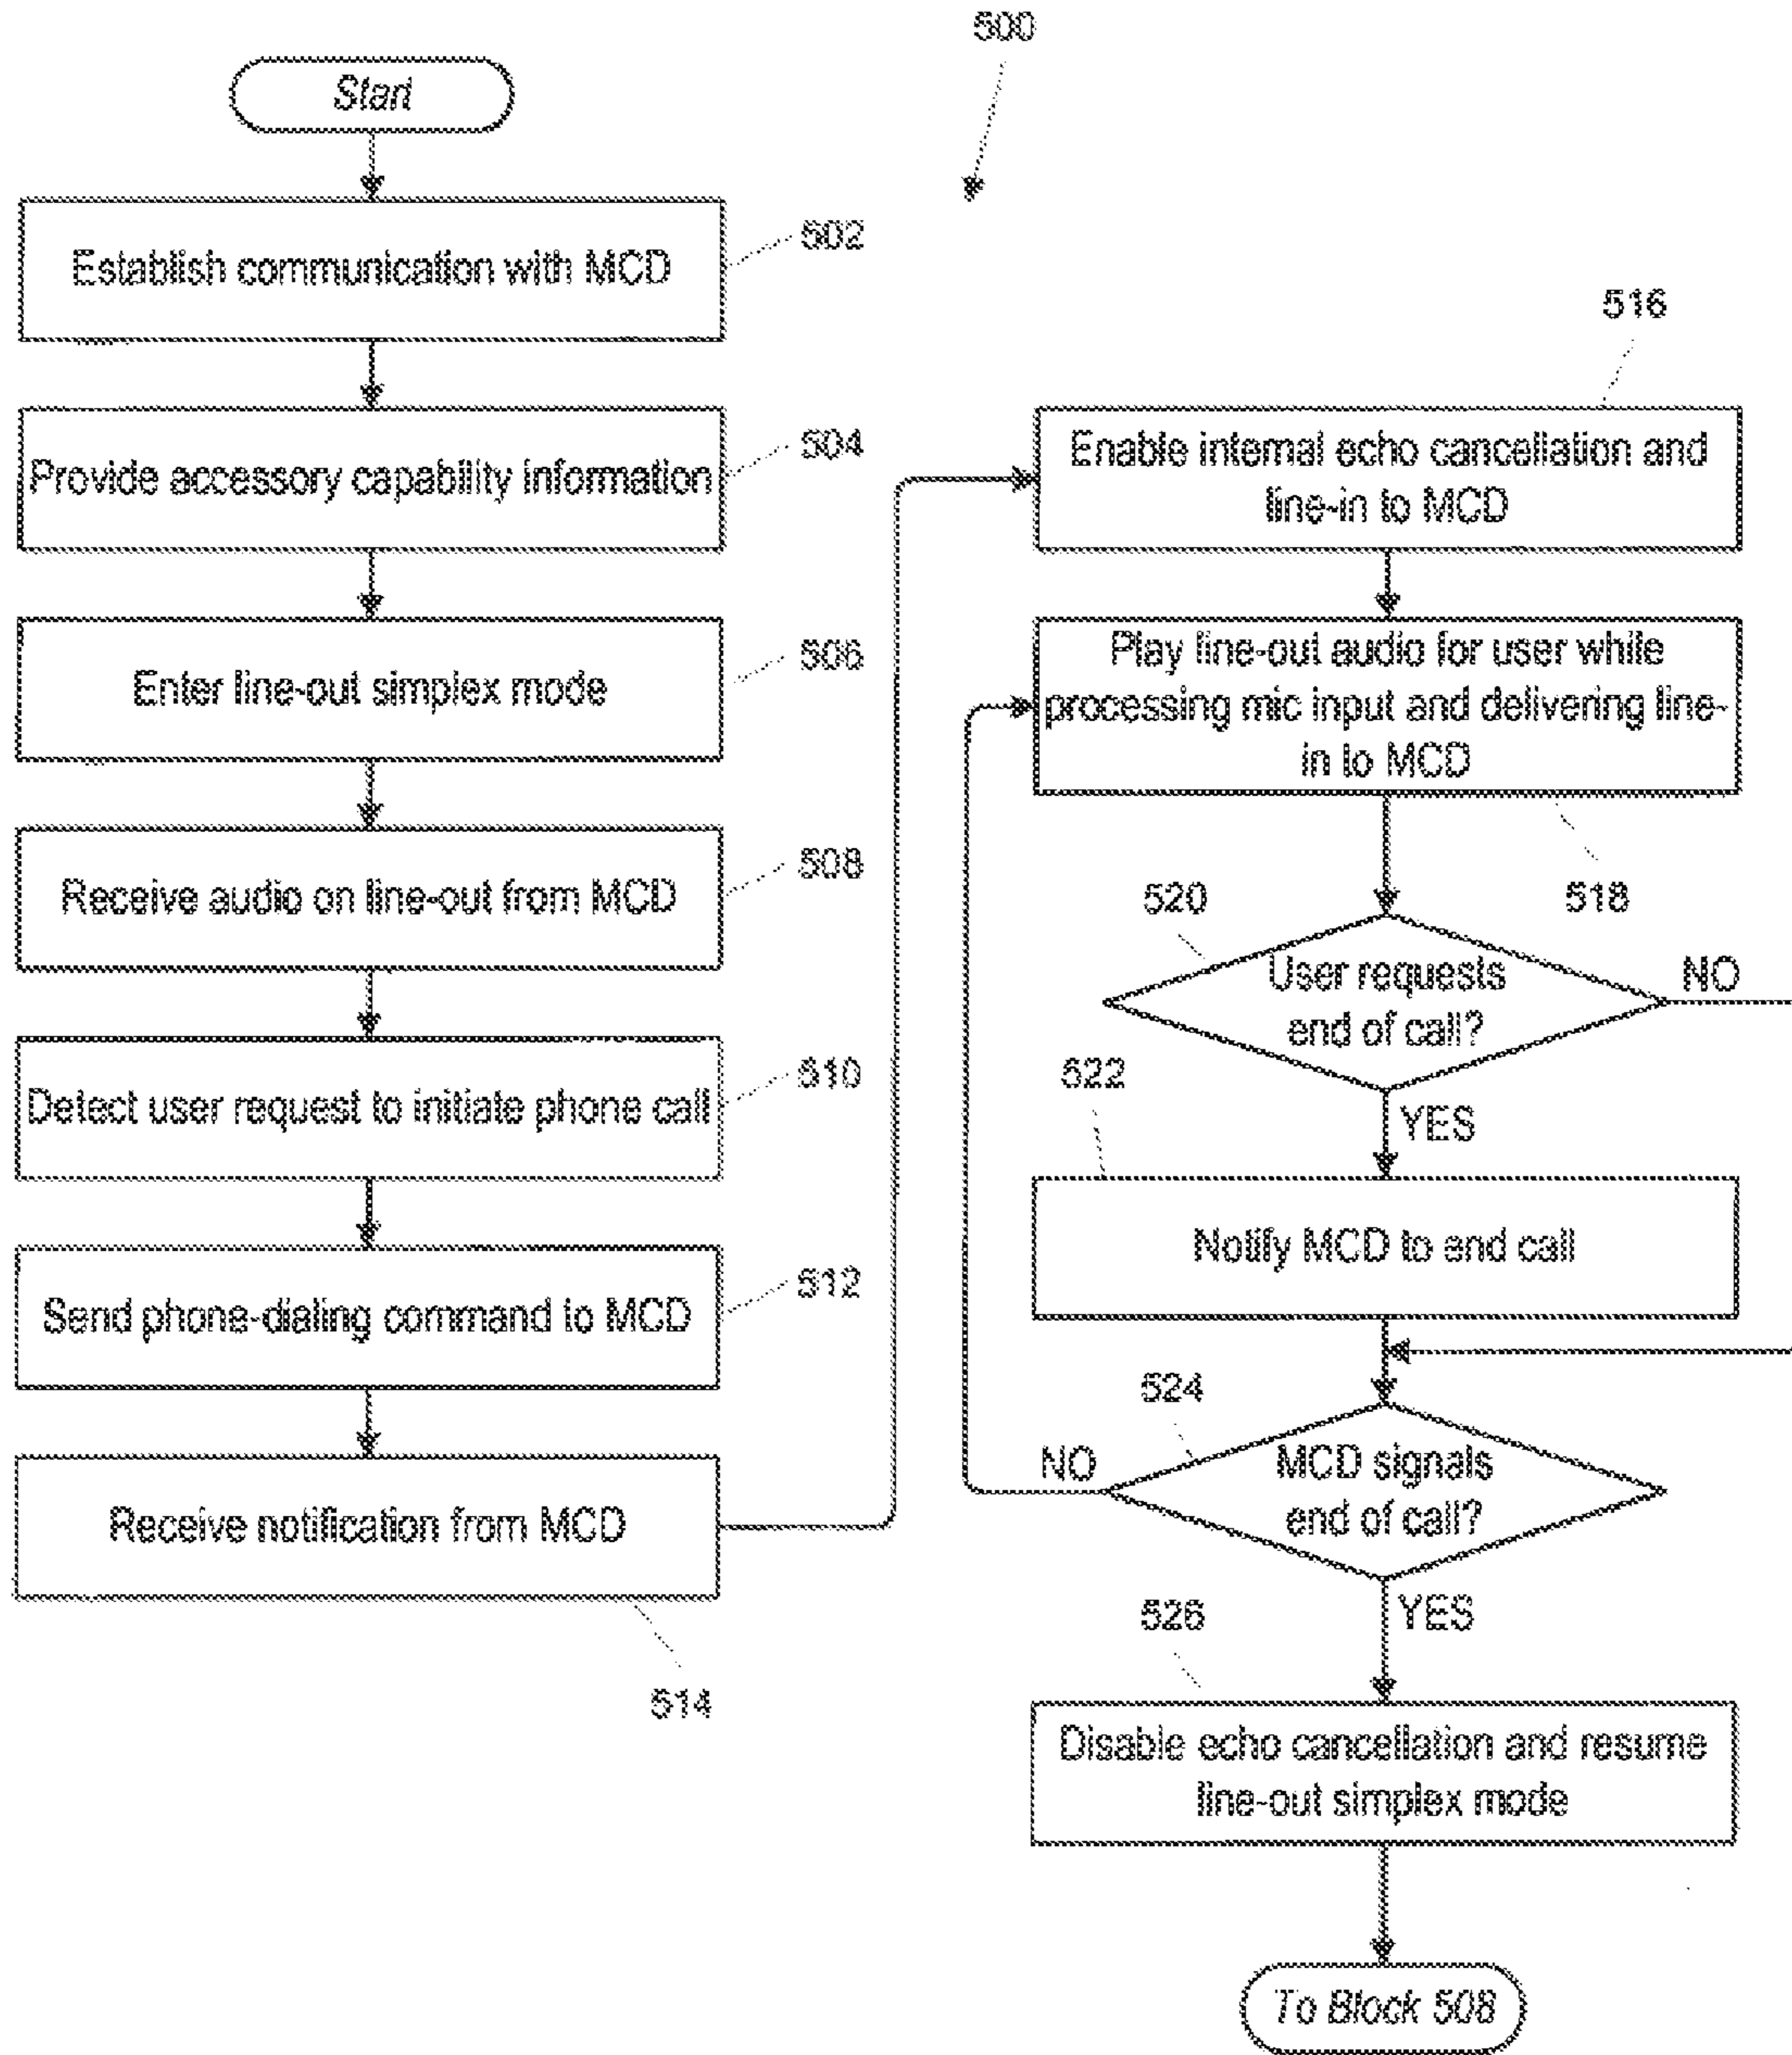 500
Start
Establish communication with MCD
502
Provide accessory capability information
504
Enter line-out simplex mode
506
Receive audio on line-out from MCD
508
Detect user request to initiate phone call
510
Send phone-dialing command to MCD
512
Receive notification from MCD
514
516
Enable internal echo cancellation and
line-in to MCD
Play line-out audio for user while
processing mic input and delivering line-
in to MCD
518
520
User requests
end of call?
NO
YES
522
Notify MCD to end call
524
MCD signals
end of call?
NO
YES
526
Disable echo cancellation and resume
line-out simplex mode
To Block 508